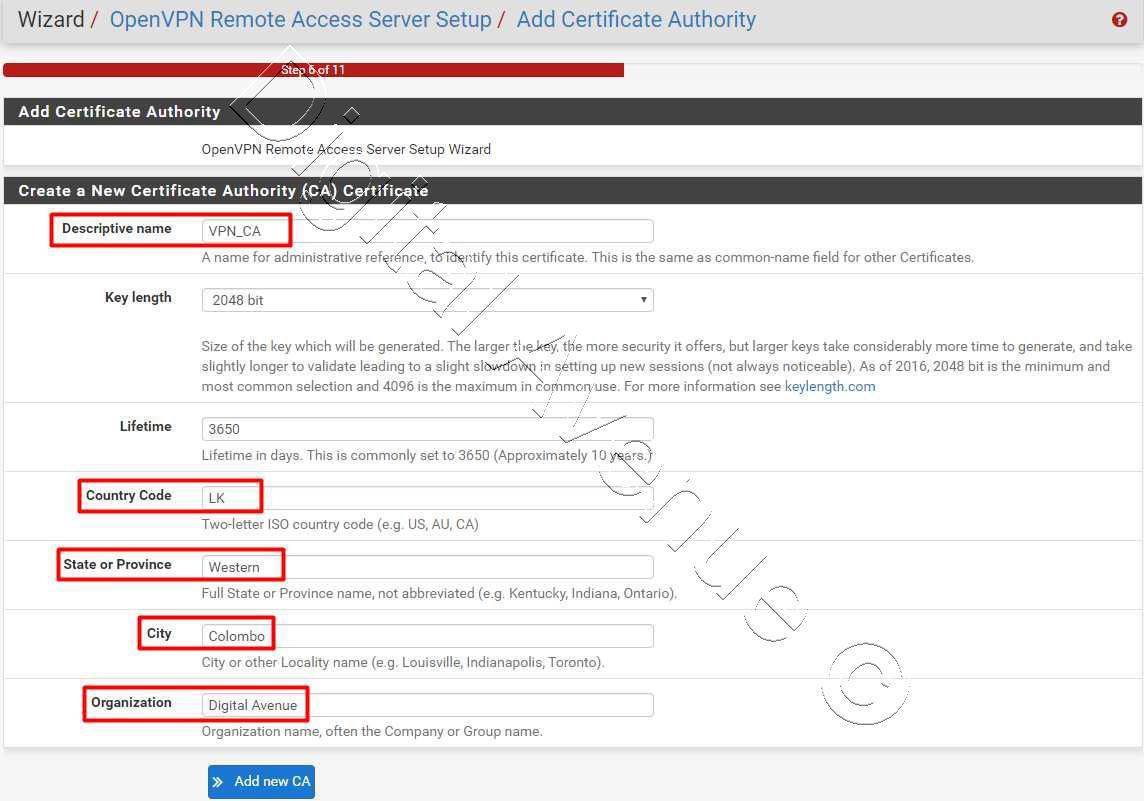 Wizard / OpenVPN Remote Access Server Setup / Add Certificate Authority
Step 6 of 11
Add Certificate Authority
OpenVPN Remote Access Server Setup Wizard
Create a New Certificate Authority (CA) Certificate
Descriptive name VPN_CA
A name for administrative reference, to identify this certificate. This is the same as common-name field for other Certificates.
Key length 2048 bit
Size of the key which will be generated. The larger the key, the more security it offers, but larger keys take considerably more time to generate, and take
slightly longer to validate leading to a slight slowdown in setting up new sessions (not always noticeable). As of 2016, 2048 bit is the minimum and
most common selection and 4096 is the maximum in common use. For more information see keylength.com
Lifetime 3650
Lifetime in days. This is commonly set to 3650 (Approximately 10 years.)
Country Code LK
Two-letter ISO country code (e.g. US, AU, CA)
State or Province Western
Full State or Province name, not abbreviated (e.g. Kentucky, Indiana, Ontario).
City Colombo
City or other Locality name (e.g. Louisville, Indianapolis, Toronto).
Organization Digital Avenue
Organization name, often the Company or Group name.
Add new CA
Digital Avenue ©